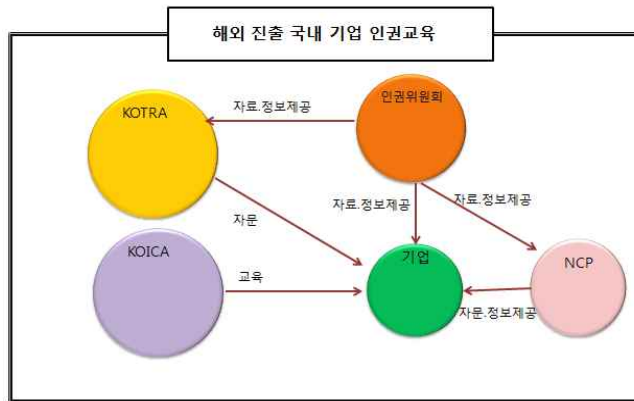 해외 진출 국내 기업 인권교육
KOTRA
자료.정보제공
인권위원회
자문
자료.정보제공
자료.정보제공
KOICA
교육
기업
NCP
자문.정보제공